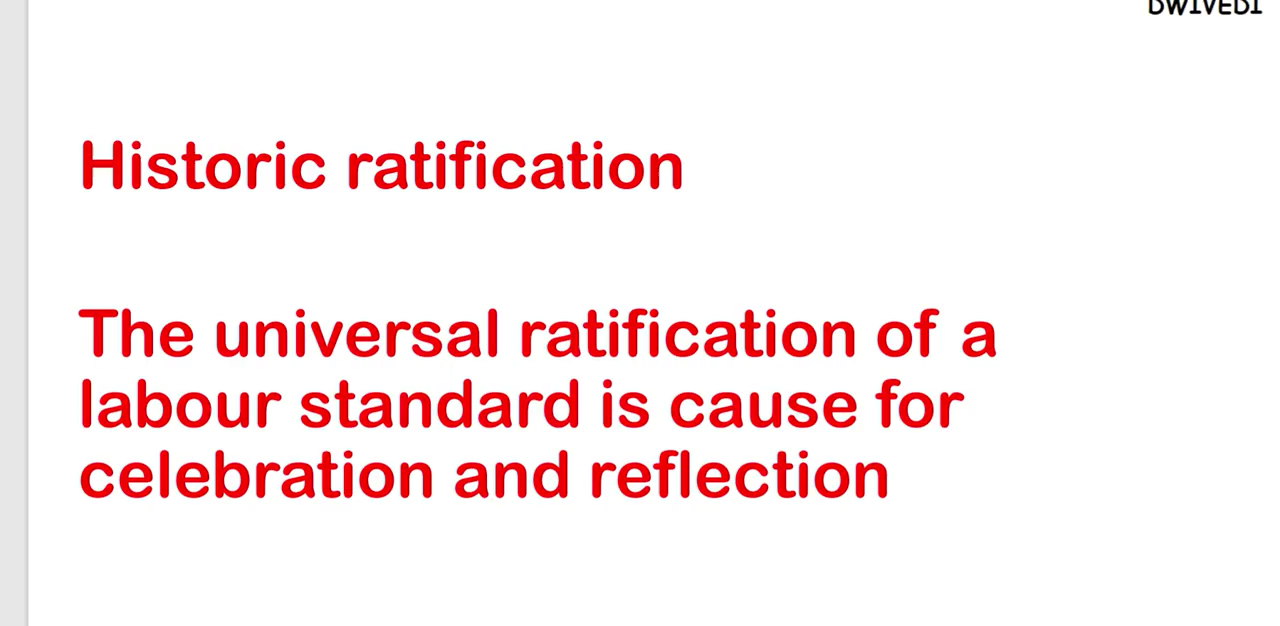 DWIVEDI
Historic ratification
The universal ratification of a
labour standard is cause for
celebration and reflection